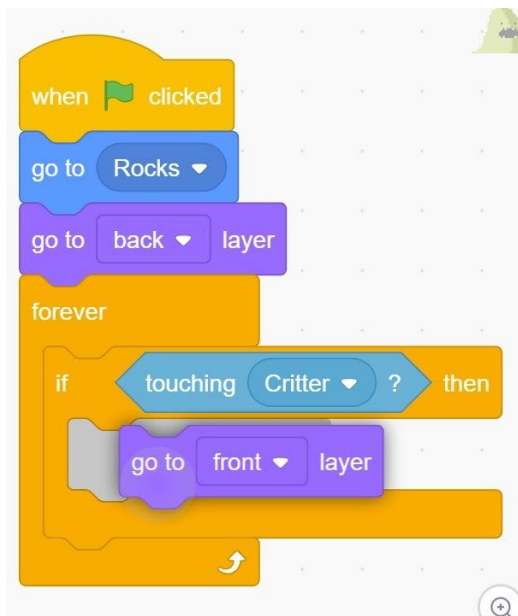 when clicked
go to Rocks
go to back layer
forever
if touching Critter ? then
go to front layer